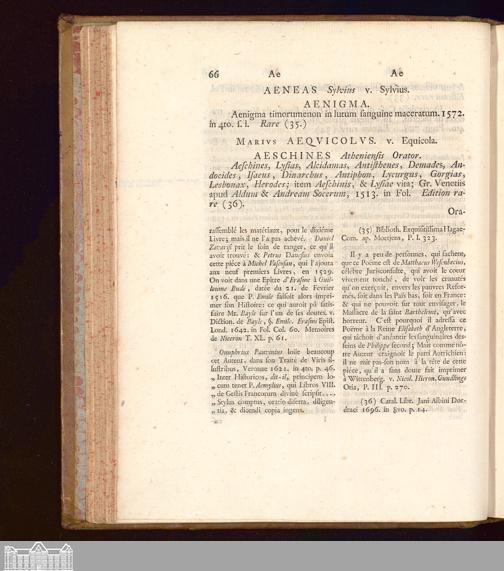 66 Ae Ae
AENEAS Sylvius v. Sylvius.
AENIGMA.
Aenigma timorumenon in lutum sanguine maceratum. 1572.
in 4to. s. l. Rare (35.)
MARIVS AEQVICOLVS. v. Equicola.
AESCHINES Atheniensis Orator.
Aeschines, Lysias, Alcidamas, Antisthenes, Demades, An-
docides, Isaeus, Dinarchus, Antiphon, Lycurgus, Gorgias,
Lesbonax, Herodes; item Aeschinis, & Lysiae vita; Gr. Venetiis
apud Aldum & Andream Socerum, 1513. in Fol. Edition ra-
re (36).
Ora-
rassemblé les matériaux, pour le dixiéme
Livre; mais il ne l'a pas achevé. Daniel
Zavarisi prit le soin de ranger, ce qu'il
avoit trouvé: & Petrus Danesius envoia
cette pièce à Michel Vascosan, qui l'ajouta
aux neuf premiers Livres, en 1529.
On voit dans une Epitre d'Erasme à Guil-
leaume Budé, datée du 21. de Fevrier
1516. que P. Emile faisoit alors impri-
mer son Histoire: ce qui auroit pû satis-
faire Mr. Bayle sur l'un de ses doutes. v.
Diction. de Bayle, h. Emile. Erasmi Epist.
Lond. 1642. in Fol. Col. 60. Memoires
de Niceron T. XL. p. 61.
Onuphrius Panvinius loüe beaucoup
cet Auteur, dans son Traité de Viris il-
lustribus, Veronae 1621. in 4to. p. 46.
„ Inter Historicos, dit-il, principem lo-
„ cum tenet P. Aemylius, qui Libros VIII.
„ de Gestis Francorum divinè scripsit....
„ Stylus comptus, oratio diserta, diligen-
„ tia, & dicendi copia ingens.
(35) Biblioth. Exquisitissima Hagae-
Com. ap. Moetjens, P. I. 323.
Il y a peu de personnes, qui sachent,
que ce Poëme est de Matthaeus Wesenbecius,
célébre Jurisconsulte, qui avoit le coeur
vivement touché, de voir les cruautés
qu'on exerçoit, envers les pauvres Refor-
més, soit dans les Païs bas, soit en France:
& qui ne pouvoit sur tout envisager, le
Massacre de la saint Barthelemi, qu'avec
horreur. C'est pourquoi il adressa ce
Poëme à la Reine Elisabeth d'Angleterre,
qui tâchoit d'anéantir les sanguinaires des-
seins de Philippe second; Mais comme nô-
tre Auteur craignoit le parti Autrichien:
il ne mit pas son nom à la tête de cette
pièce, qu'il a sans doute fait imprimer
à Wittenberg. v. Nicol. Hieron. Gundlings
Otia, P. III. p. 270.
(36) Catal. Libr. Jani Albini Dor-
draci 1696. in 8vo. p. 14.